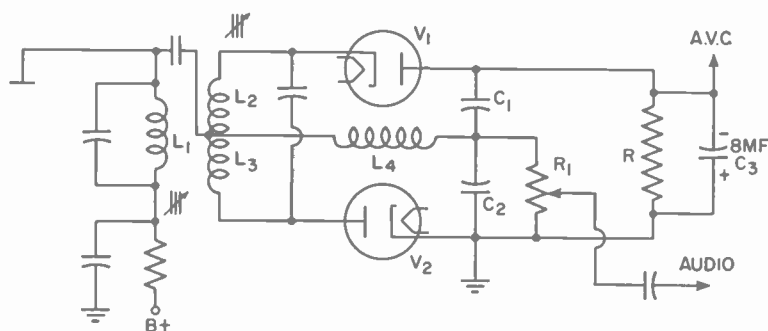 V1
A.V.C.
L2
C1
L1
L3
L4
R1
R
-
8MF
C3
+
C2
V2
AUDIO
B+